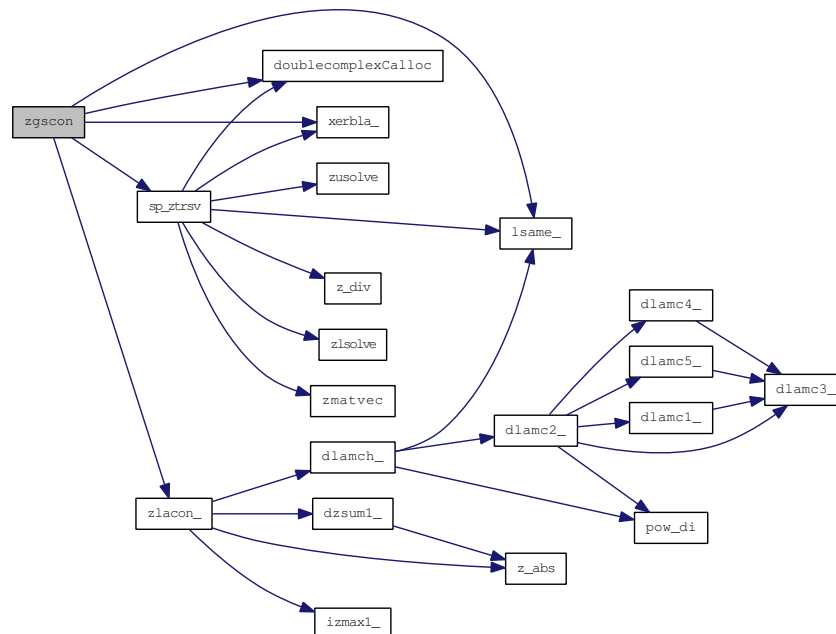 doublecomplexCalloc
zgscon
xerbla_
zusolve
sp_ztrsv
lsame_
z_div
dlamc4_
zlsolve
dlamc5_
dlamc3_
zmatvec
dlamc1_
dlamc2_
dlamch_
zlacon_
dzsum1_
pow_di
z_abs
izmax1_